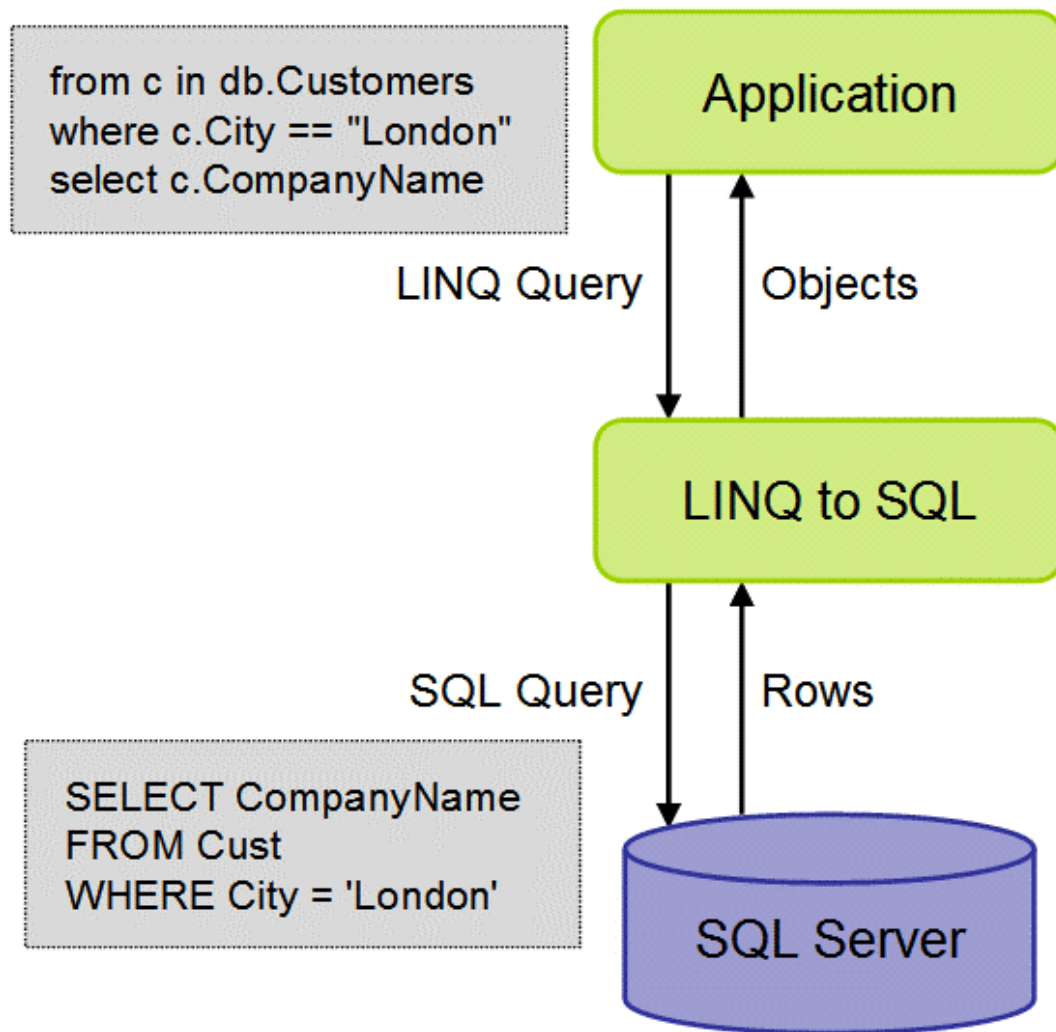 from c in db.Customers
where c.City == "London"
select c.CompanyName
Application
LINQ Query
Objects
LINQ to SQL
SQL Query
Rows
SELECT CompanyName
FROM Cust
WHERE City = 'London'
SQL Server